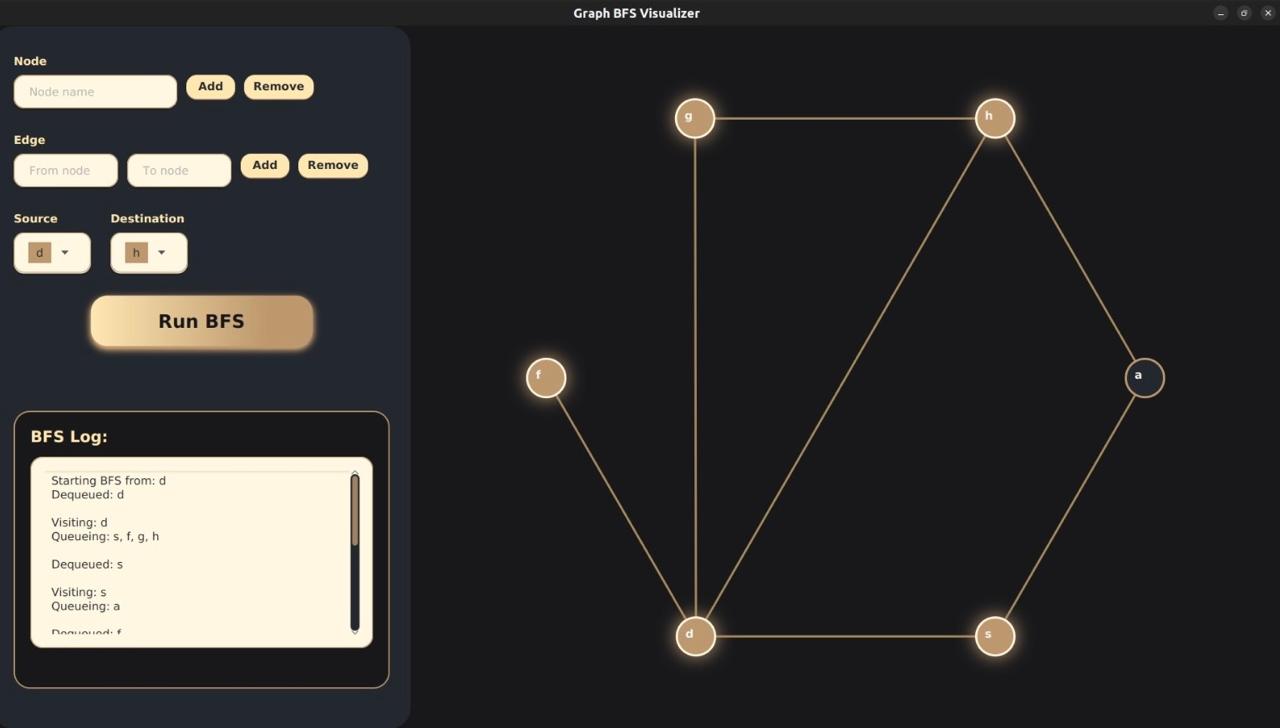 Graph BFS Visualizer
Node
Node name
Add
Remove
Edge
From node
To node
Add
Remove
Source
Destination
d
h
Run BFS
BFS Log:
Starting BFS from: d
Dequeued: d
Visiting: d
Queueing: s, f, g, h
Dequeued: s
Visiting: s
Queueing: a
Dequeued: f
g
h
f
a
d
s